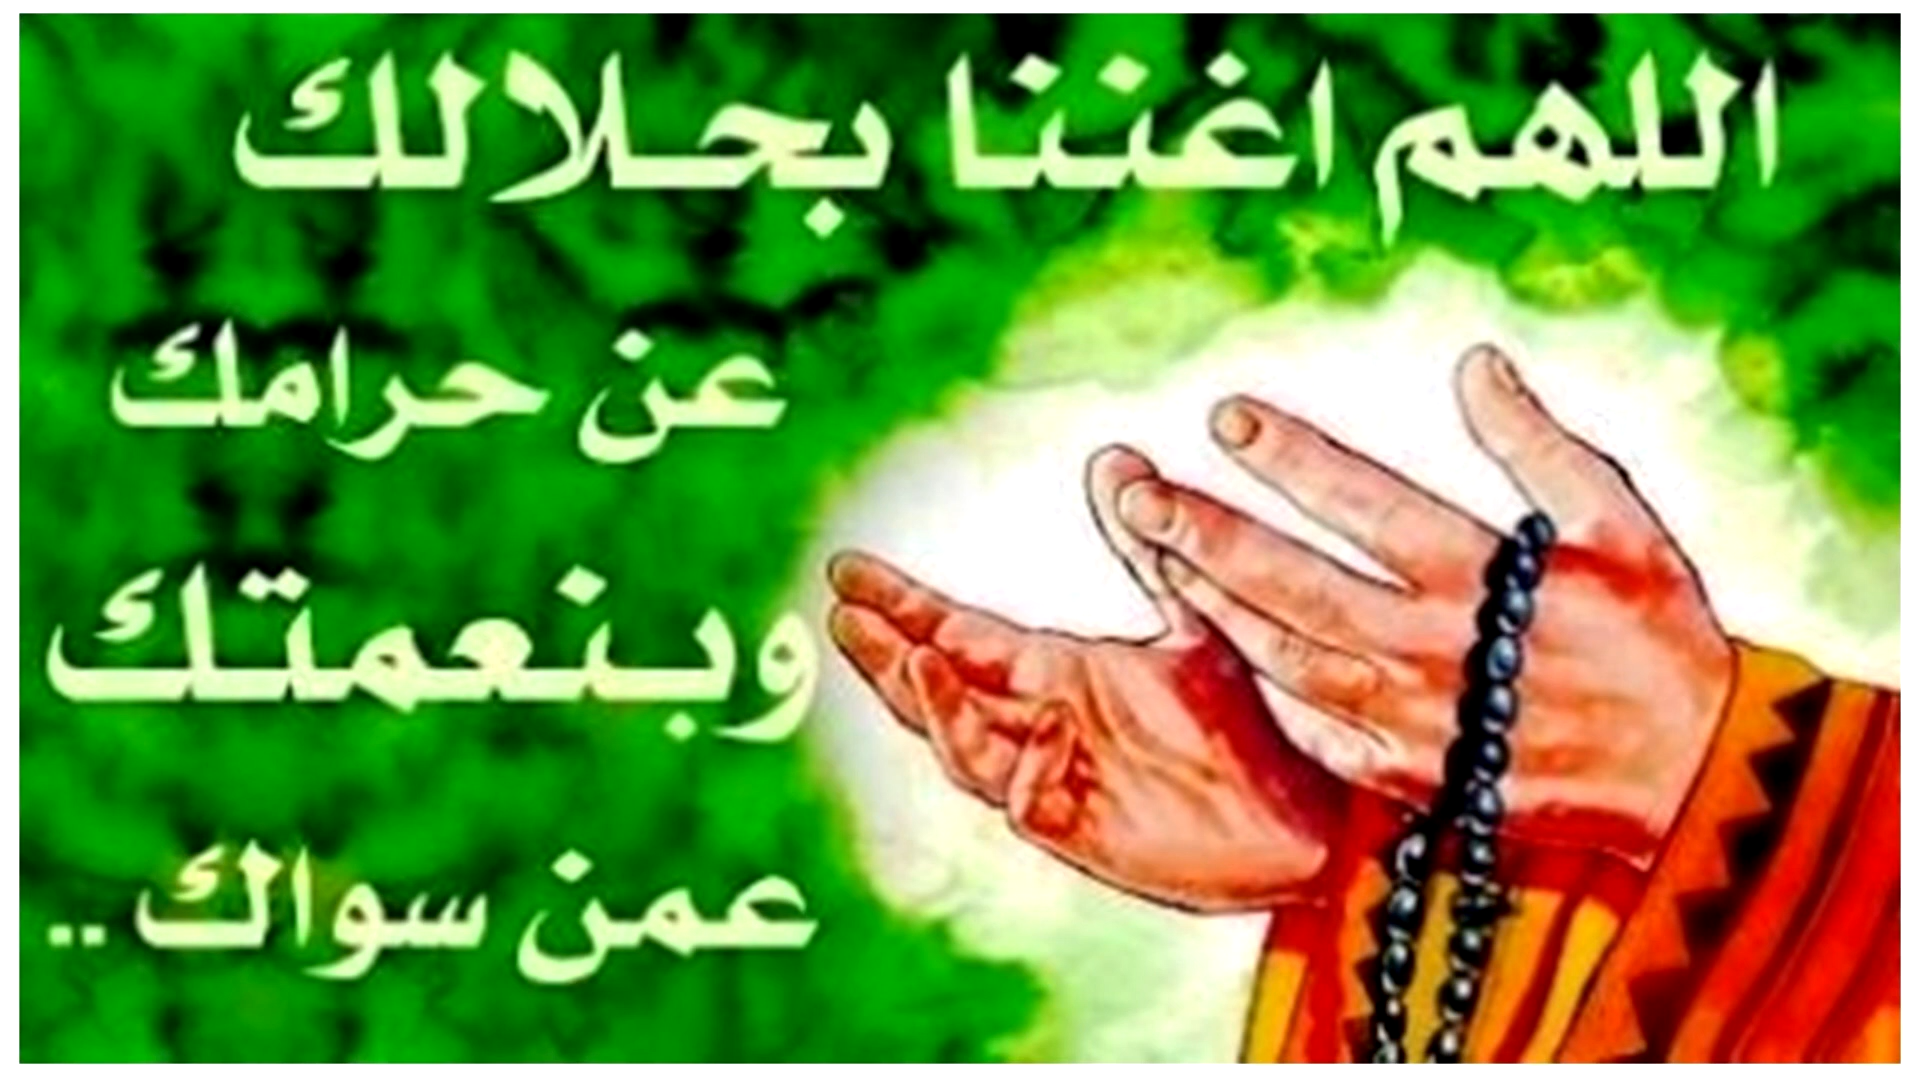 اللهم اغننا بحلالك
عن حرامك
وبنعمتك
عمن سواك ..